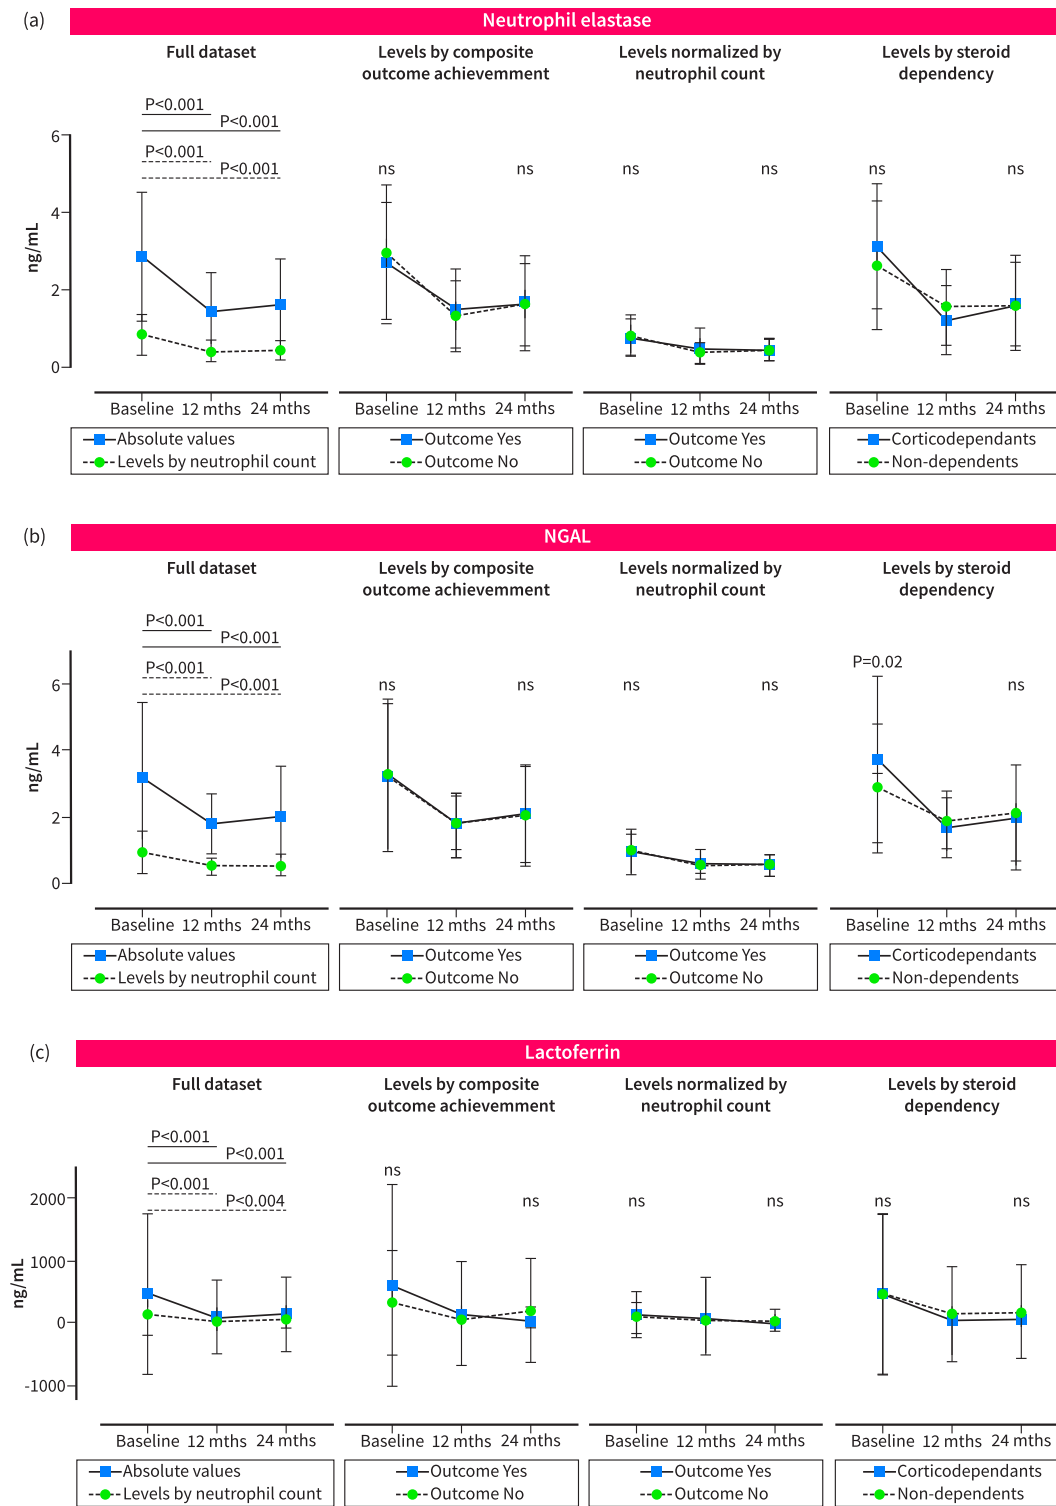 (a)
Neutrophil elastase
Full dataset
Levels by composite
outcome achievemment
Levels normalized by
neutrophil count
Levels by steroid
dependency
P<0.001
P<0.001
P<0.001
P<0.001
ns
ns
ns
ns
ns
ns
6
4
2
0
ng/mL
Baseline 12 mths 24 mths
Baseline 12 mths 24 mths
Baseline 12 mths 24 mths
Baseline 12 mths 24 mths
Absolute values
Levels by neutrophil count
Outcome Yes
Outcome No
Outcome Yes
Outcome No
Corticodependants
Non-dependents
(b)
NGAL
Full dataset
Levels by composite
outcome achievemment
Levels normalized by
neutrophil count
Levels by steroid
dependency
P<0.001
P<0.001
P<0.001
P<0.001
ns
ns
ns
ns
P=0.02
ns
6
4
2
0
ng/mL
Baseline 12 mths 24 mths
Baseline 12 mths 24 mths
Baseline 12 mths 24 mths
Baseline 12 mths 24 mths
Absolute values
Levels by neutrophil count
Outcome Yes
Outcome No
Outcome Yes
Outcome No
Corticodependants
Non-dependents
(c)
Lactoferrin
Full dataset
Levels by composite
outcome achievemment
Levels normalized by
neutrophil count
Levels by steroid
dependency
P<0.001
P<0.001
P<0.001
P<0.004
ns
ns
ns
ns
ns
ns
2000
1000
0
-1000
ng/mL
Baseline 12 mths 24 mths
Baseline 12 mths 24 mths
Baseline 12 mths 24 mths
Baseline 12 mths 24 mths
Absolute values
Levels by neutrophil count
Outcome Yes
Outcome No
Outcome Yes
Outcome No
Corticodependants
Non-dependents